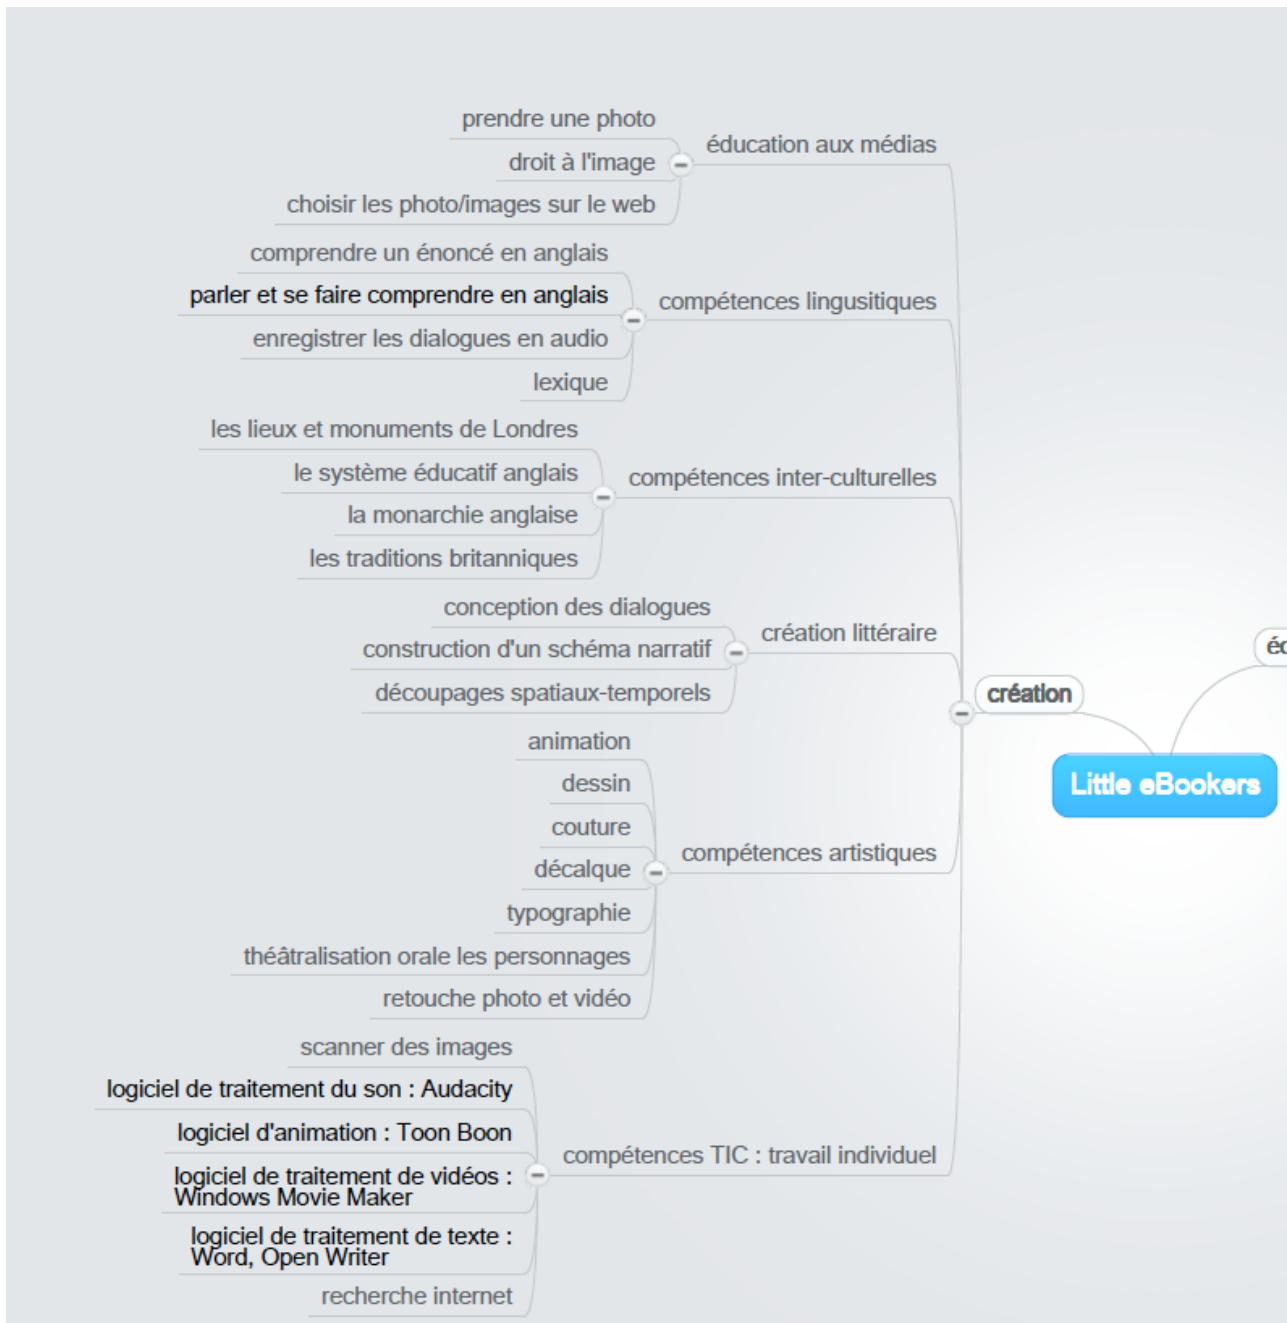 prendre une photo
droit à l'image
choisir les photo/images sur le web
éducation aux médias
comprendre un énoncé en anglais
parler et se faire comprendre en anglais
enregistrer les dialogues en audio
lexique
compétences lingusitiques
les lieux et monuments de Londres
le système éducatif anglais
la monarchie anglaise
les traditions britanniques
compétences inter-culturelles
conception des dialogues
construction d'un schéma narratif
découpages spatiaux-temporels
création littéraire
animation
dessin
couture
décalque
typographie
théâtralisation orale les personnages
retouche photo et vidéo
compétences artistiques
scanner des images
logiciel de traitement du son : Audacity
logiciel d'animation : Toon Boon
logiciel de traitement de vidéos :
Windows Movie Maker
logiciel de traitement de texte :
Word, Open Writer
recherche internet
compétences TIC : travail individuel
création
Little eBookers